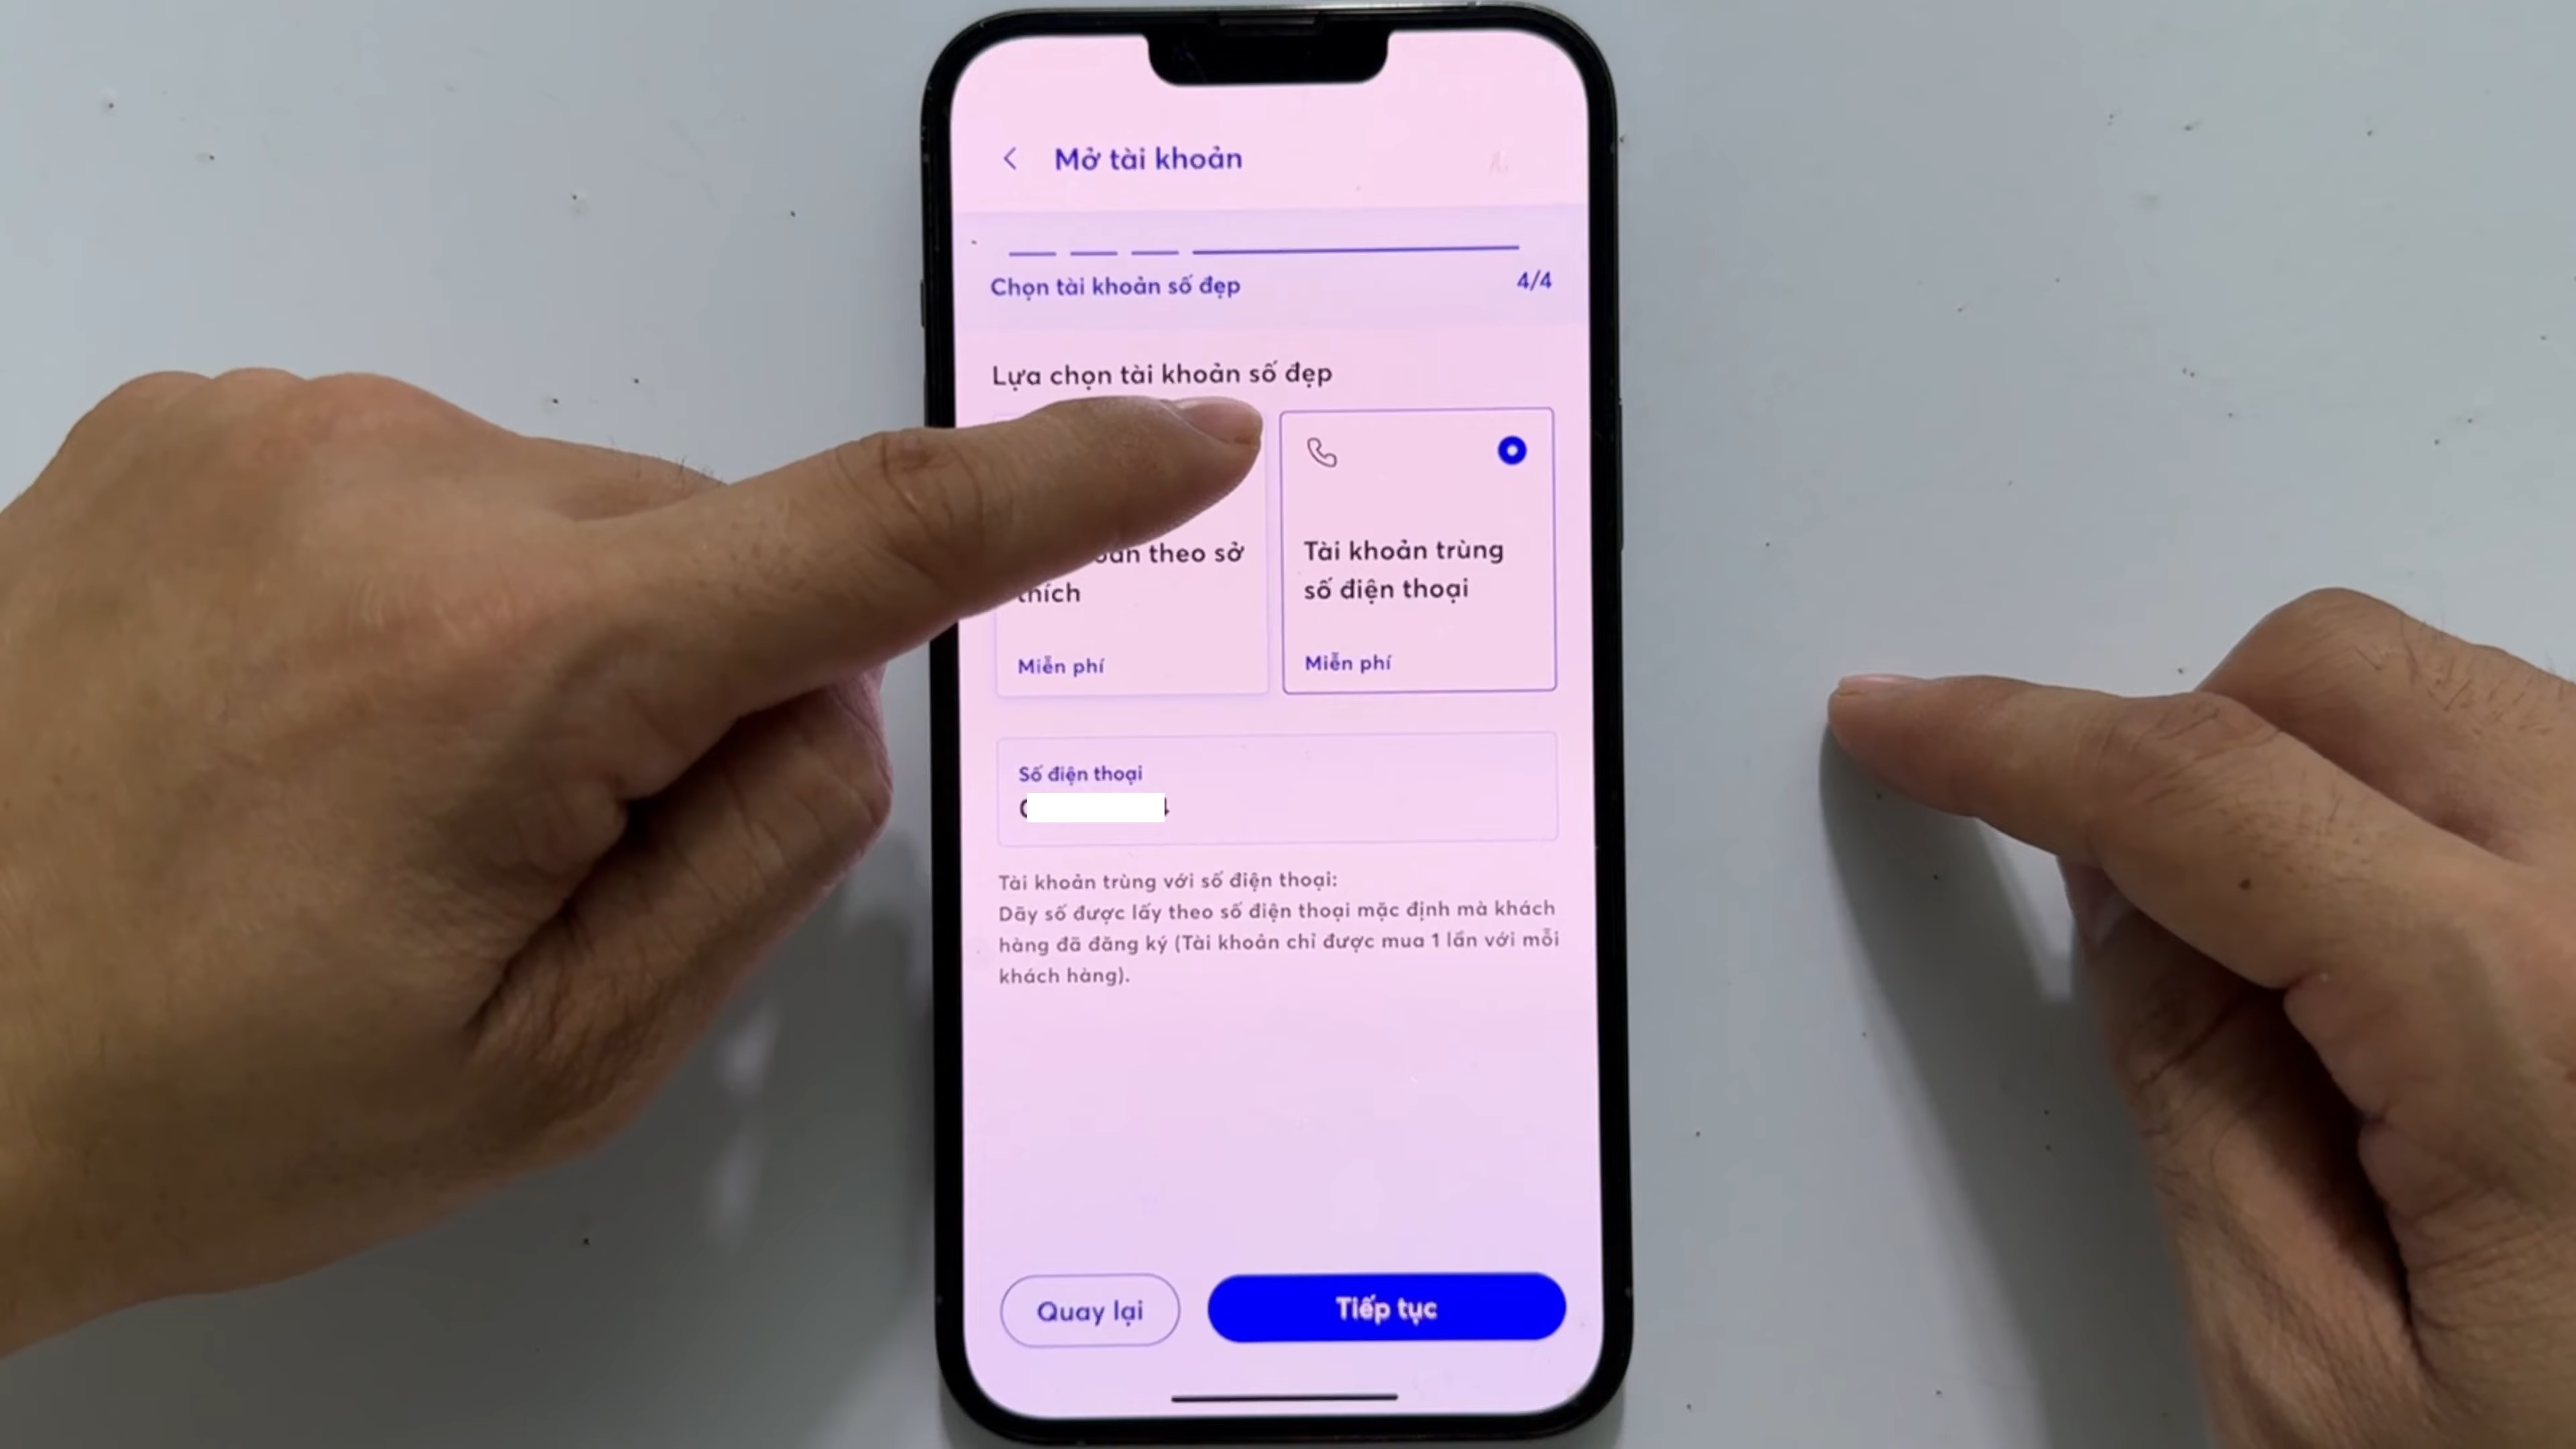 Mở tài khoản
Chọn tài khoản số đẹp
4/4
Lựa chọn tài khoản số đẹp
theo sở
thích
Miễn phí
Tài khoản trùng
số điện thoại
Miễn phí
Số điện thoại
Tài khoản trùng với số điện thoại:
Dãy số được lấy theo số điện thoại mặc định mà khách
hàng đã đăng ký (Tài khoản chỉ được mua 1 lần với mỗi
khách hàng).
Quay lại
Tiếp tục